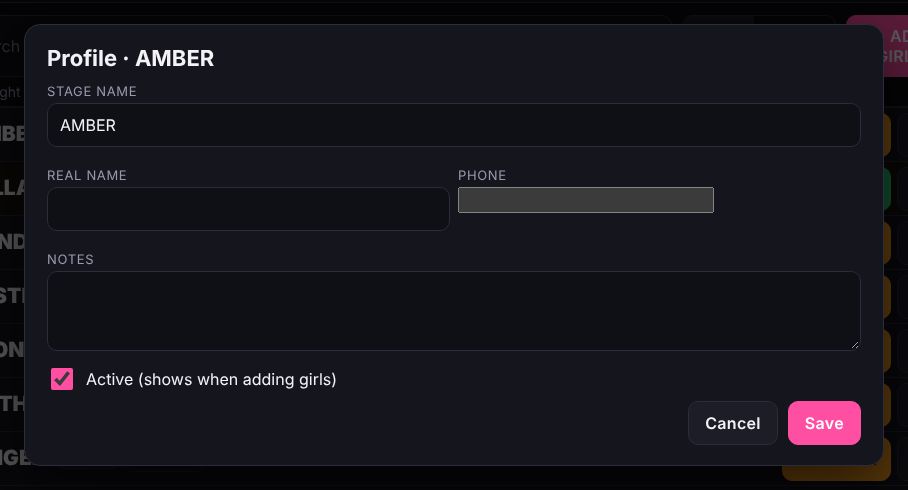 Profile · AMBER
STAGE NAME
AMBER
REAL NAME
PHONE
NOTES
Active (shows when adding girls)
Cancel
Save